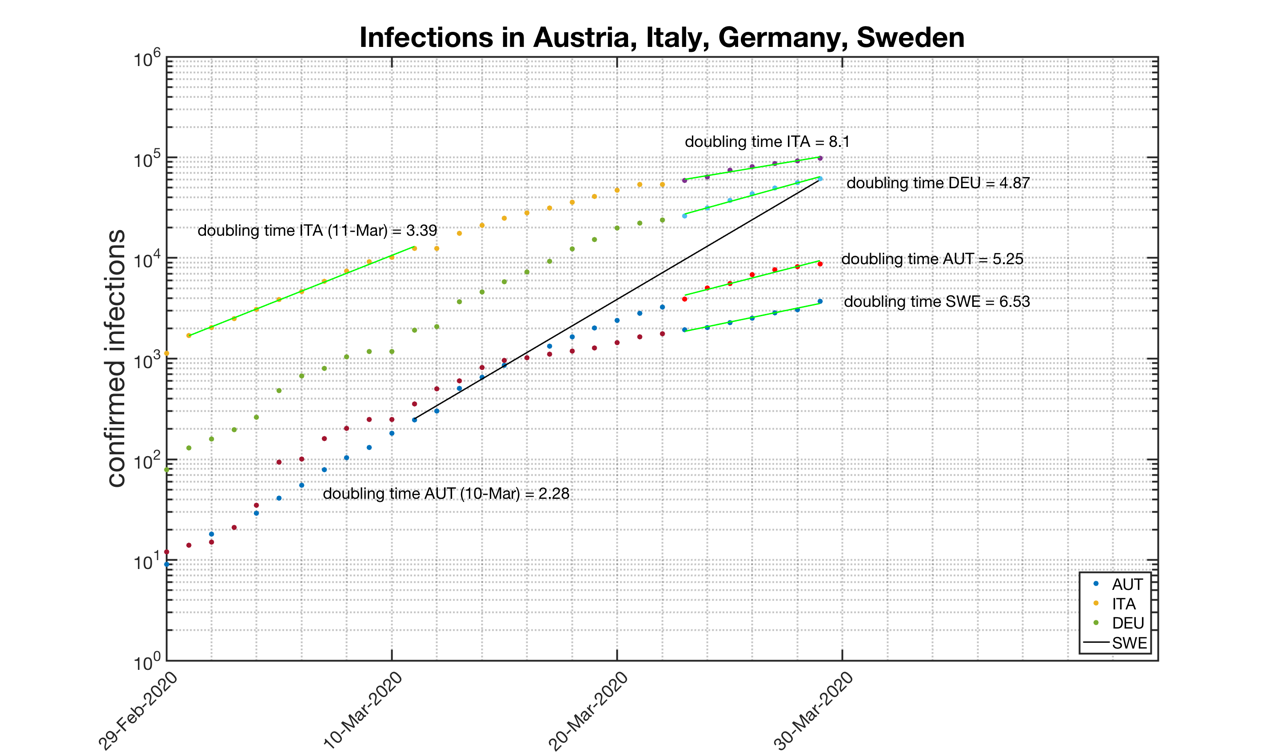 Infections in Austria, Italy, Germany, Sweden
confirmed infections
10^6
10^5
10^4
10^3
10^2
10^1
10^0
doubling time ITA = 8.1
doubling time DEU = 4.87
doubling time ITA (11-Mar) = 3.39
doubling time AUT = 5.25
doubling time SWE = 6.53
doubling time AUT (10-Mar) = 2.28
AUT
ITA
DEU
SWE
29-Feb-2020
10-Mar-2020
20-Mar-2020
30-Mar-2020